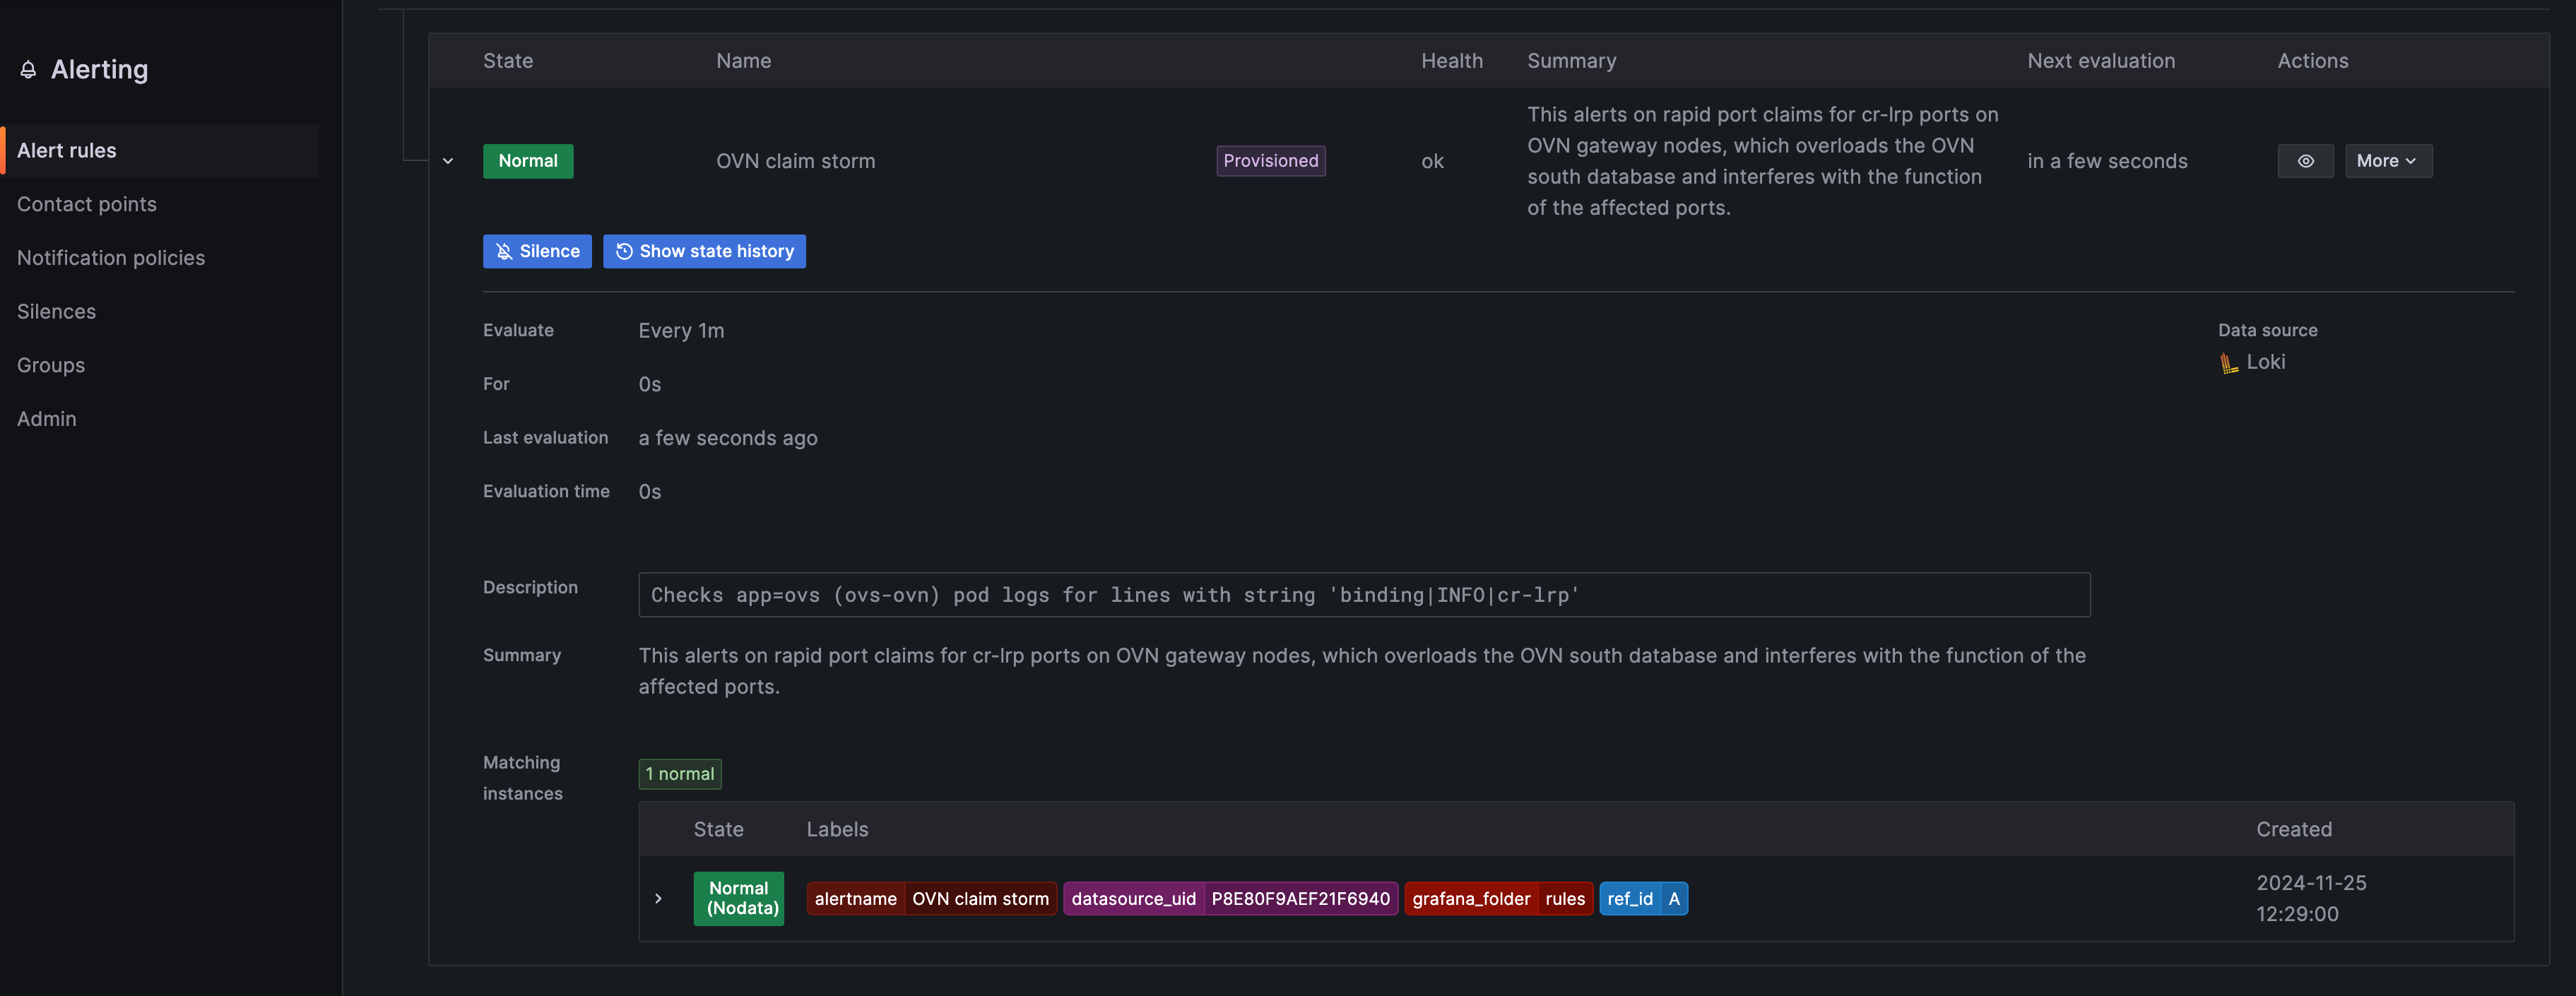 Alerting
Alert rules
Contact points
Notification policies
Silences
Groups
Admin
State Name Health Summary Next evaluation Actions
Normal OVN claim storm Provisioned ok
This alerts on rapid port claims for cr-lrp ports on
OVN gateway nodes, which overloads the OVN
south database and interferes with the function
of the affected ports.
in a few seconds More
Silence Show state history
Evaluate Every 1m
Data source
Loki
For 0s
Last evaluation a few seconds ago
Evaluation time 0s
Description Checks app=ovs (ovs-ovn) pod logs for lines with string 'binding|INFO|cr-lrp'
Summary This alerts on rapid port claims for cr-lrp ports on OVN gateway nodes, which overloads the OVN south database and interferes with the function of the
affected ports.
Matching
instances
1 normal
State Labels Created
Normal
(Nodata)
alertname OVN claim storm datasource_uid P8E80F9AEF21F6940 grafana_folder rules ref_id A
2024-11-25
12:29:00